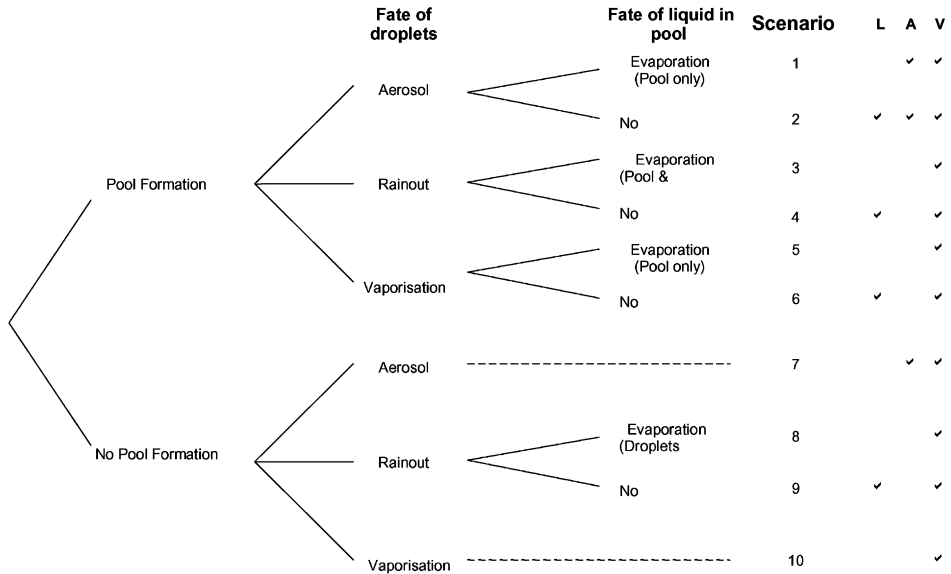 Fate of
droplets
Fate of liquid in
pool
Scenario
L A V
Evaporation
(Pool only)
1 ✓ ✓
Aerosol
No
2 ✓ ✓ ✓
Evaporation
(Pool &
3 ✓
Pool Formation
Rainout
No
4 ✓ ✓
Evaporation
(Pool only)
5 ✓
Vaporisation
No
6 ✓ ✓
Aerosol
7 ✓ ✓
Evaporation
(Droplets
8 ✓
No Pool Formation
Rainout
No
9 ✓ ✓
Vaporisation
10 ✓